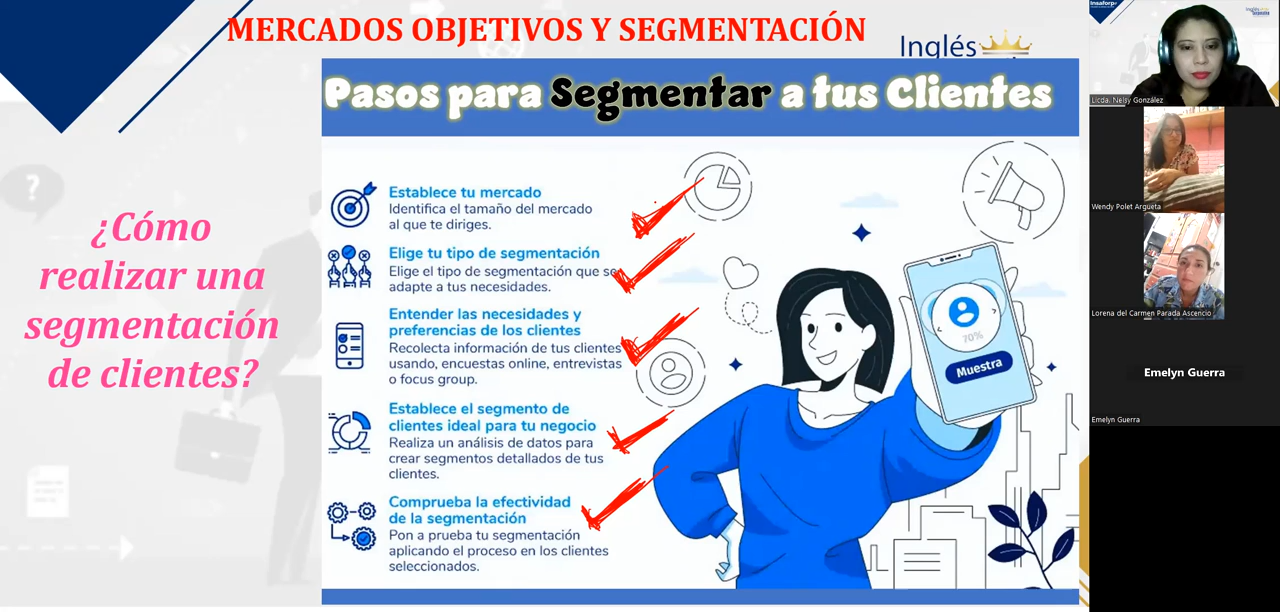 MERCADOS OBJETIVOS Y SEGMENTACIÓN
Inglés
Pasos para Segmentar a tus Clientes
¿Cómo
realizar una
segmentación
de clientes?
Establece tu mercado
Identifica el tamaño del mercado
al que te diriges.
Elige tu tipo de segmentación
Elige el tipo de segmentación que se
adapte a tus necesidades.
Entender las necesidades y
preferencias de los clientes
Recolecta información de tus clientes
usando, encuestas online, entrevistas
o focus group.
Establece el segmento de
clientes ideal para tu negocio
Realiza un análisis de datos para
crear segmentos detallados de tus
clientes.
Comprueba la efectividad
de la segmentación
Pon a prueba tu segmentación
aplicando el proceso en los clientes
seleccionados.
70%
Muestra
Insaforp
Licda. Nelsy González
Wendy Polet Argueta
Lorena del Carmen Parada Ascencio
Emelyn Guerra
Emelyn Guerra